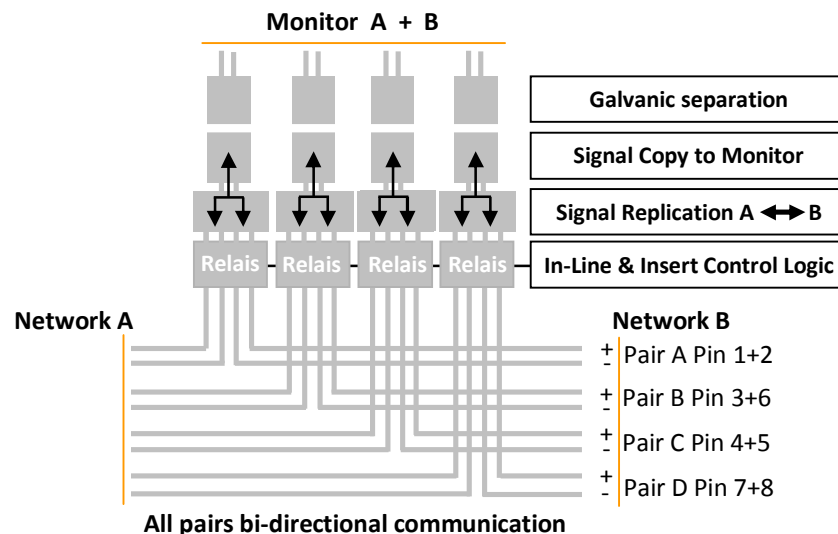 Monitor A + B
Galvanic separation
Signal Copy to Monitor
Signal Replication A B
Relais Relais Relais Relais
In-Line & Insert Control Logic
Network A
Network B
+ Pair A Pin 1+2
-
+ Pair B Pin 3+6
-
+ Pair C Pin 4+5
-
+ Pair D Pin 7+8
-
All pairs bi-directional communication